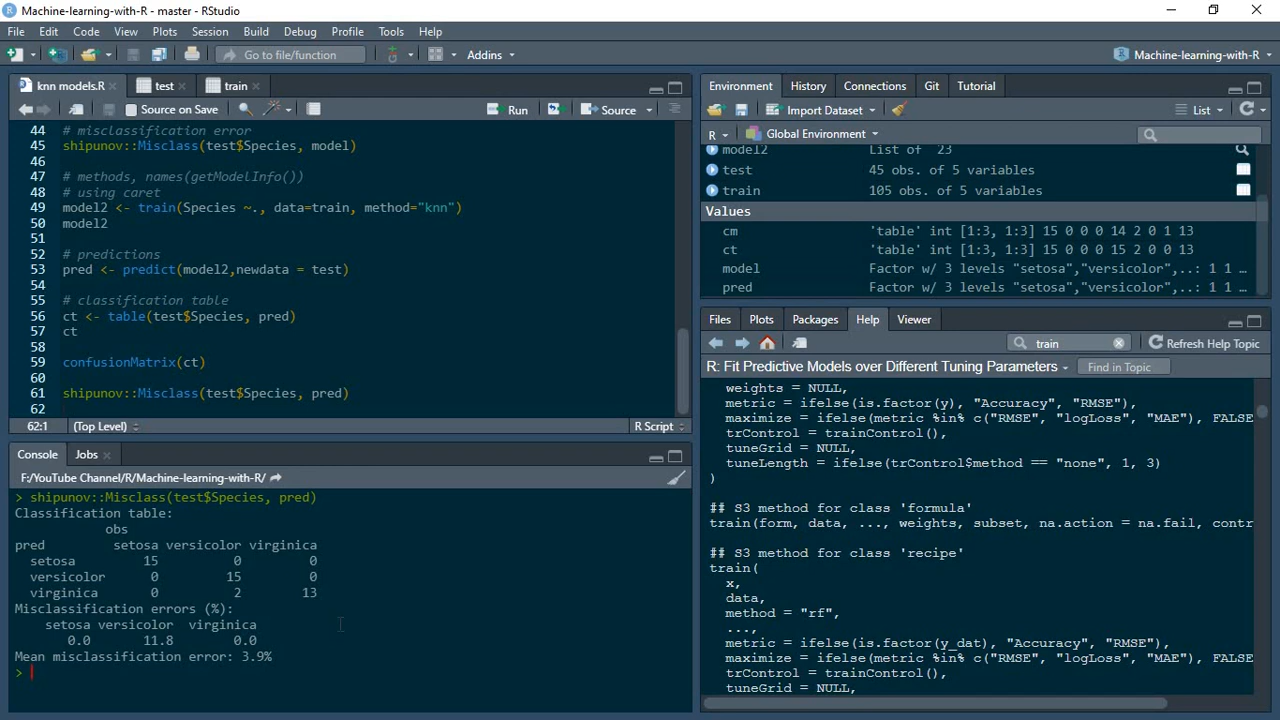 Machine-learning-with-R - master - RStudio
File Edit Code View Plots Session Build Debug Profile Tools Help
Go to file/function Addins Machine-learning-with-R
knn models.R test train
Source on Save Run Source
44 # misclassification error
45 shipunov::Misclass(test$Species, model)
46
47 # methods, names(getModelInfo())
48 # using caret
49 model2 <- train(Species ~., data=train, method="knn")
50 model2
51
52 # predictions
53 pred <- predict(model2,newdata = test)
54
55 # classification table
56 ct <- table(test$Species, pred)
57 ct
58
59 confusionMatrix(ct)
60
61 shipunov::Misclass(test$Species, pred)
62
62:1 (Top Level) R Script
Console Jobs
F:/YouTube Channel/R/Machine-learning-with-R/
> shipunov::Misclass(test$Species, pred)
Classification table:
obs
pred setosa versicolor virginica
setosa 15 0 0
versicolor 0 15 0
virginica 0 2 13
Misclassification errors (%):
setosa versicolor virginica
0.0 11.8 0.0
Mean misclassification error: 3.9%
>
Environment History Connections Git Tutorial
Import Dataset List
R Global Environment
model2 List of 23
test 45 obs. of 5 variables
train 105 obs. of 5 variables
Values
cm 'table' int [1:3, 1:3] 15 0 0 0 14 2 0 1 13
ct 'table' int [1:3, 1:3] 15 0 0 0 15 2 0 0 13
model Factor w/ 3 levels "setosa","versicolor",..: 1 1 …
pred Factor w/ 3 levels "setosa","versicolor",..: 1 1 …
Files Plots Packages Help Viewer
train Refresh Help Topic
R: Fit Predictive Models over Different Tuning Parameters Find in Topic
weights = NULL,
metric = ifelse(is.factor(y), "Accuracy", "RMSE"),
maximize = ifelse(metric %in% c("RMSE", "logLoss", "MAE"), FALSE
trControl = trainControl(),
tuneGrid = NULL,
tuneLength = ifelse(trControl$method == "none", 1, 3)
)
## S3 method for class 'formula'
train(form, data, ..., weights, subset, na.action = na.fail, contr
## S3 method for class 'recipe'
train(
x,
data,
method = "rf",
...,
metric = ifelse(is.factor(y_dat), "Accuracy", "RMSE"),
maximize = ifelse(metric %in% c("RMSE", "logLoss", "MAE"), FALSE
trControl = trainControl(),
tuneGrid = NULL,